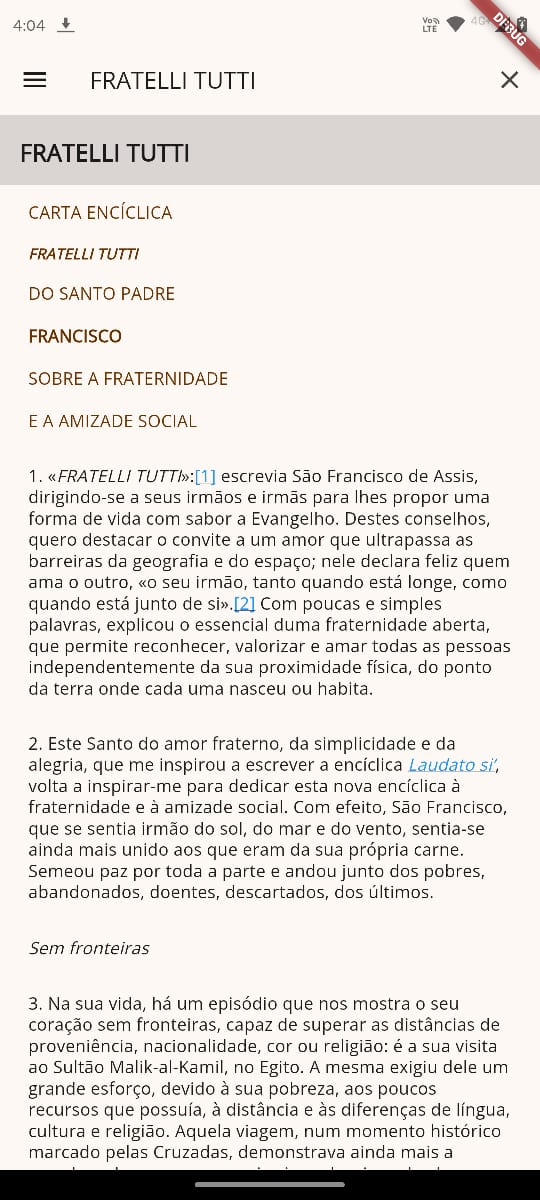 4:04
Vo))
LTE
4G+
DEBUG
FRATELLI TUTTI
FRATELLI TUTTI
CARTA ENCÍCLICA
FRATELLI TUTTI
DO SANTO PADRE
FRANCISCO
SOBRE A FRATERNIDADE
E A AMIZADE SOCIAL
1. «FRATELLI TUTTI»:[1] escrevia São Francisco de Assis,
dirigindo-se a seus irmãos e irmãs para lhes propor uma
forma de vida com sabor a Evangelho. Destes conselhos,
quero destacar o convite a um amor que ultrapassa as
barreiras da geografia e do espaço; nele declara feliz quem
ama o outro, «o seu irmão, tanto quando está longe, como
quando está junto de si».[2] Com poucas e simples
palavras, explicou o essencial duma fraternidade aberta,
que permite reconhecer, valorizar e amar todas as pessoas
independentemente da sua proximidade física, do ponto
da terra onde cada uma nasceu ou habita.
2. Este Santo do amor fraterno, da simplicidade e da
alegria, que me inspirou a escrever a encíclica Laudato si’,
volta a inspirar-me para dedicar esta nova encíclica à
fraternidade e à amizade social. Com efeito, São Francisco,
que se sentia irmão do sol, do mar e do vento, sentia-se
ainda mais unido aos que eram da sua própria carne.
Semeou paz por toda a parte e andou junto dos pobres,
abandonados, doentes, descartados, dos últimos.
Sem fronteiras
3. Na sua vida, há um episódio que nos mostra o seu
coração sem fronteiras, capaz de superar as distâncias de
proveniência, nacionalidade, cor ou religião: é a sua visita
ao Sultão Malik-al-Kamil, no Egito. A mesma exigiu dele um
grande esforço, devido à sua pobreza, aos poucos
recursos que possuía, à distância e às diferenças de língua,
cultura e religião. Aquela viagem, num momento histórico
marcado pelas Cruzadas, demonstrava ainda mais a